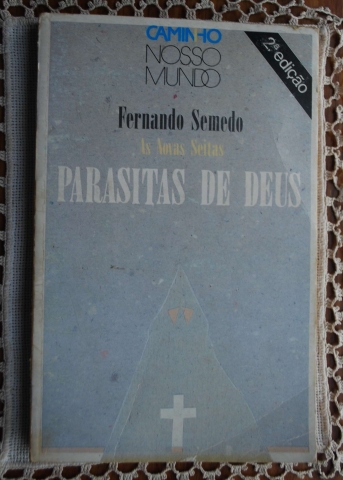 CAMINHO
NOSSO
MUNDO
2ª edição
Fernando Semedo
As Novas Seitas
PARASITAS DE DEUS